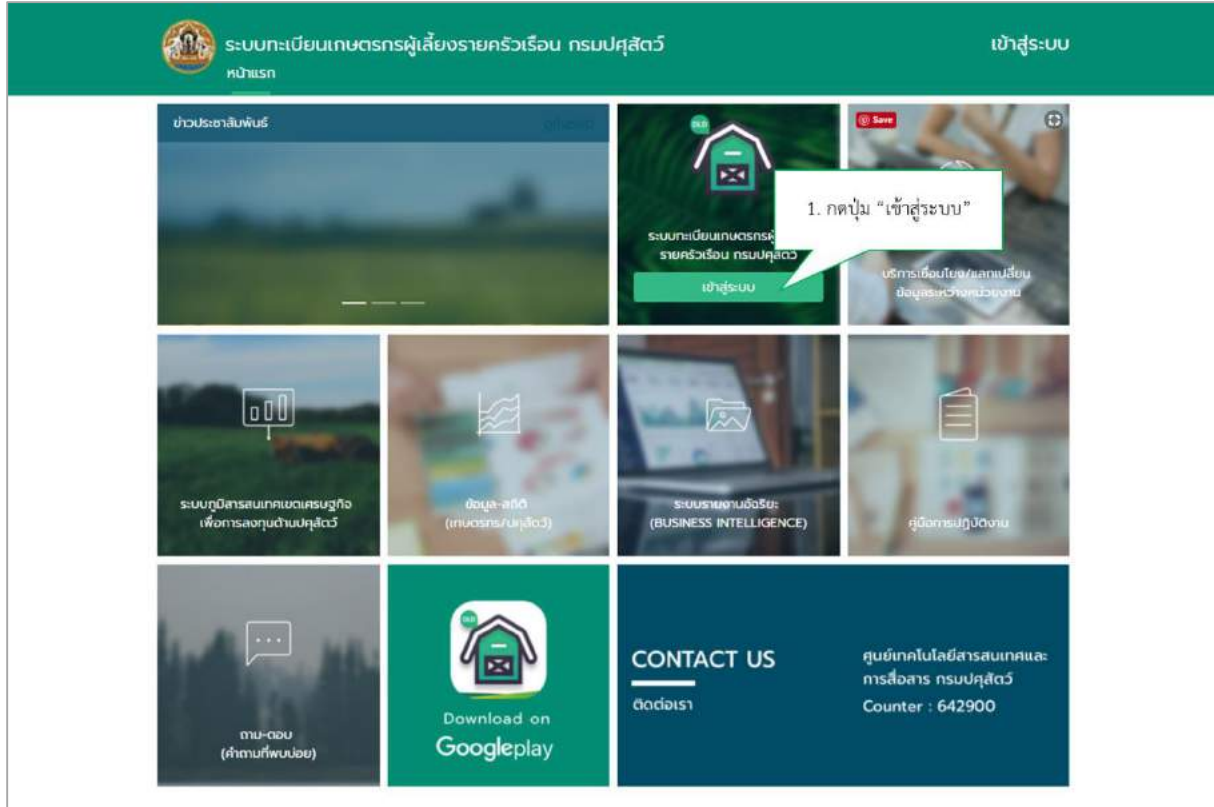 ระบบทะเบียนเกษตรกรผู้เลี้ยงรายครัวเรือน กรมปศุสัตว์
เข้าสู่ระบบ
หน้าแรก
ข่าวประชาสัมพันธ์
DLD
Save
1. กดปุ่ม “เข้าสู่ระบบ”
ระบบทะเบียนเกษตรกรผู้
รายครัวเรือน กรมปศุสัตว์
เข้าสู่ระบบ
บริการเชื่อมโยง/แลกเปลี่ยน
ข้อมูลระหว่างหน่วยงาน
ระบบภูมิสารสนเทศเขตเศรษฐกิจ
เพื่อการลงทุนด้านปศุสัตว์
ข้อมูล-สถิติ
(เกษตรกร/ปศุสัตว์)
ระบบรายงานอัจริยะ
(BUSINESS INTELLIGENCE)
คู่มือการปฏิบัติงาน
ถาม-ตอบ
(คำถามที่พบบ่อย)
DLD
Download on
Googleplay
CONTACT US
ติดต่อเรา
ศูนย์เทคโนโลยีสารสนเทศและ
การสื่อสาร กรมปศุสัตว์
Counter : 642900